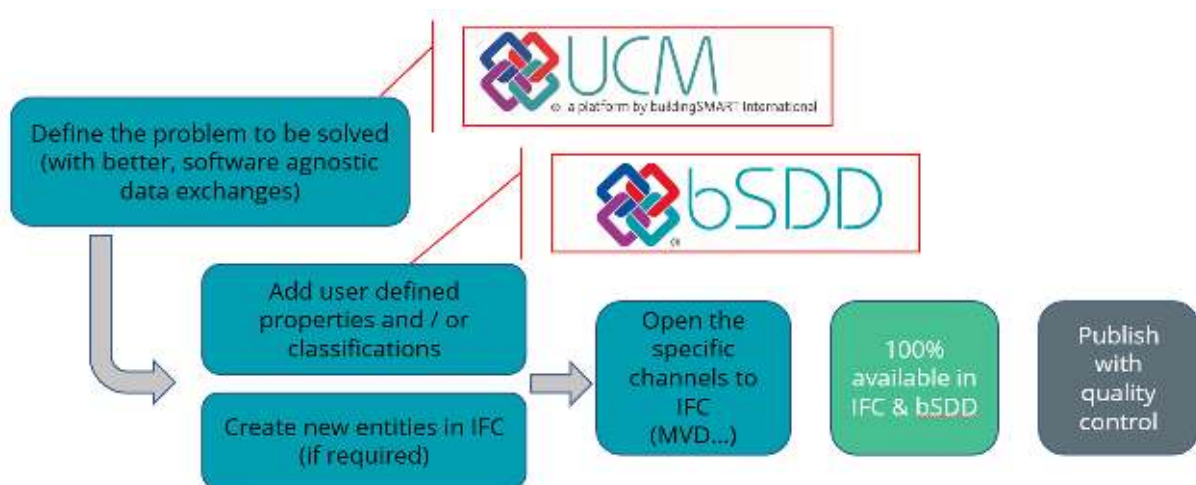 UCM
® a platform by buildingSMART International
Define the problem to be solved
(with better, software agnostic
data exchanges)
bSDD
®
Add user defined
properties and / or
classifications
Create new entities in IFC
(if required)
Open the
specific
channels to
IFC
(MVD...)
100%
available in
IFC & bSDD
Publish
with
quality
control